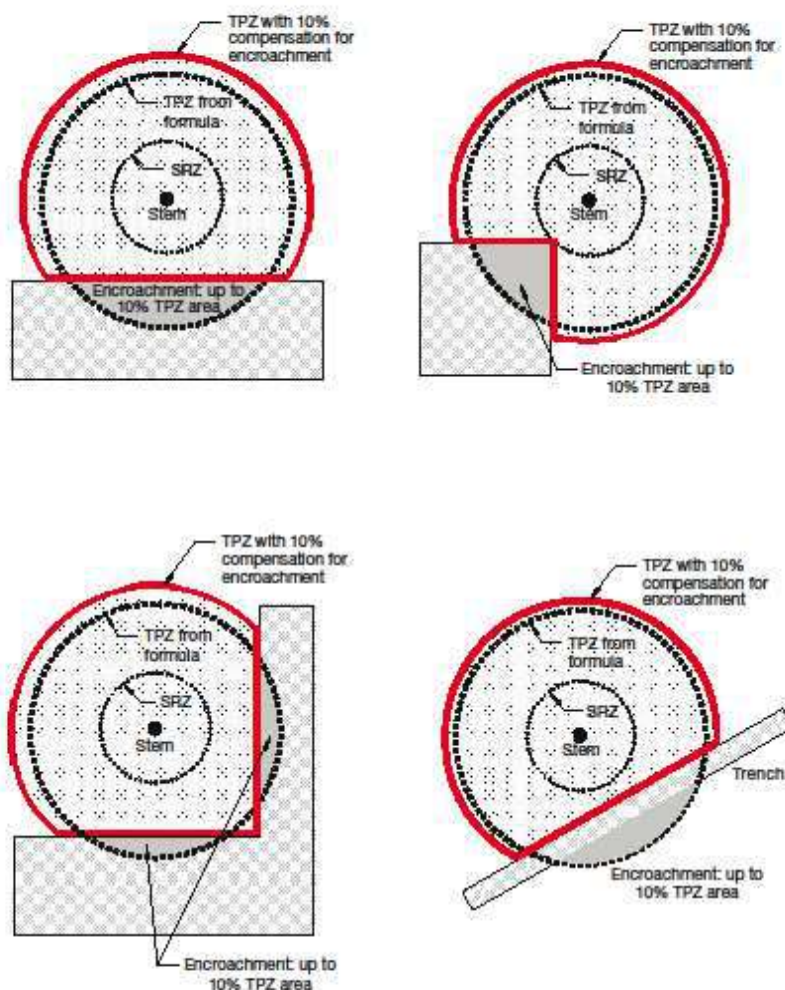 TPZ with 10%
compensation for
encroachment
TPZ from
formula
SRZ
Stem
Encroachment: up to
10% TPZ area
TPZ with 10%
compensation for
encroachment
TPZ from
formula
SRZ
Stem
Encroachment: up to
10% TPZ area
TPZ with 10%
compensation for
encroachment
TPZ from
formula
SRZ
Stem
Encroachment: up to
10% TPZ area
TPZ with 10%
compensation for
encroachment
TPZ from
formula
SRZ
Stem
Trench
Encroachment: up to
10% TPZ area